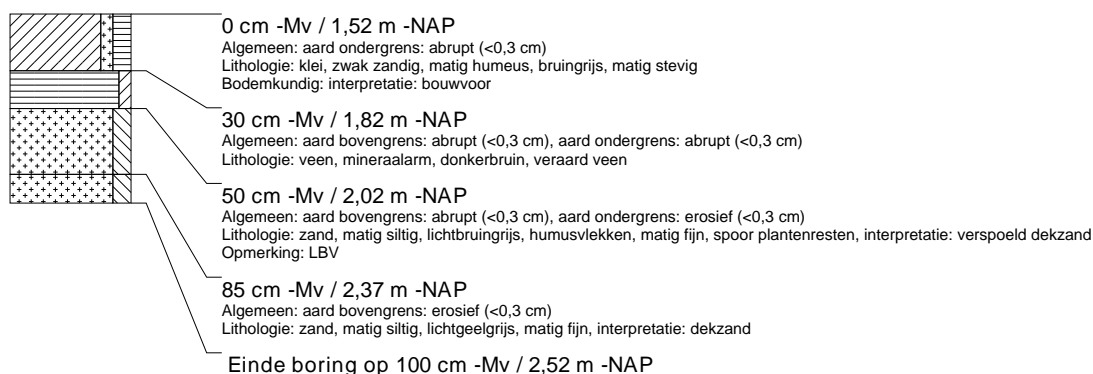 0 cm -Mv / 1,52 m -NAP
Algemeen: aard ondergrens: abrupt (<0,3 cm)
Lithologie: klei, zwak zandig, matig humeus, bruingrijs, matig stevig
Bodemkundig: interpretatie: bouwvoor
30 cm -Mv / 1,82 m -NAP
Algemeen: aard bovengrens: abrupt (<0,3 cm), aard ondergrens: abrupt (<0,3 cm)
Lithologie: veen, mineraalarm, donkerbruin, veraard veen
50 cm -Mv / 2,02 m -NAP
Algemeen: aard bovengrens: abrupt (<0,3 cm), aard ondergrens: erosief (<0,3 cm)
Lithologie: zand, matig siltig, lichtbruingrijs, humusvlekken, matig fijn, spoor plantenresten, interpretatie: verspoeld dekzand
Opmerking: LBV
85 cm -Mv / 2,37 m -NAP
Algemeen: aard bovengrens: erosief (<0,3 cm)
Lithologie: zand, matig siltig, lichtgeelgrijs, matig fijn, interpretatie: dekzand
Einde boring op 100 cm -Mv / 2,52 m -NAP